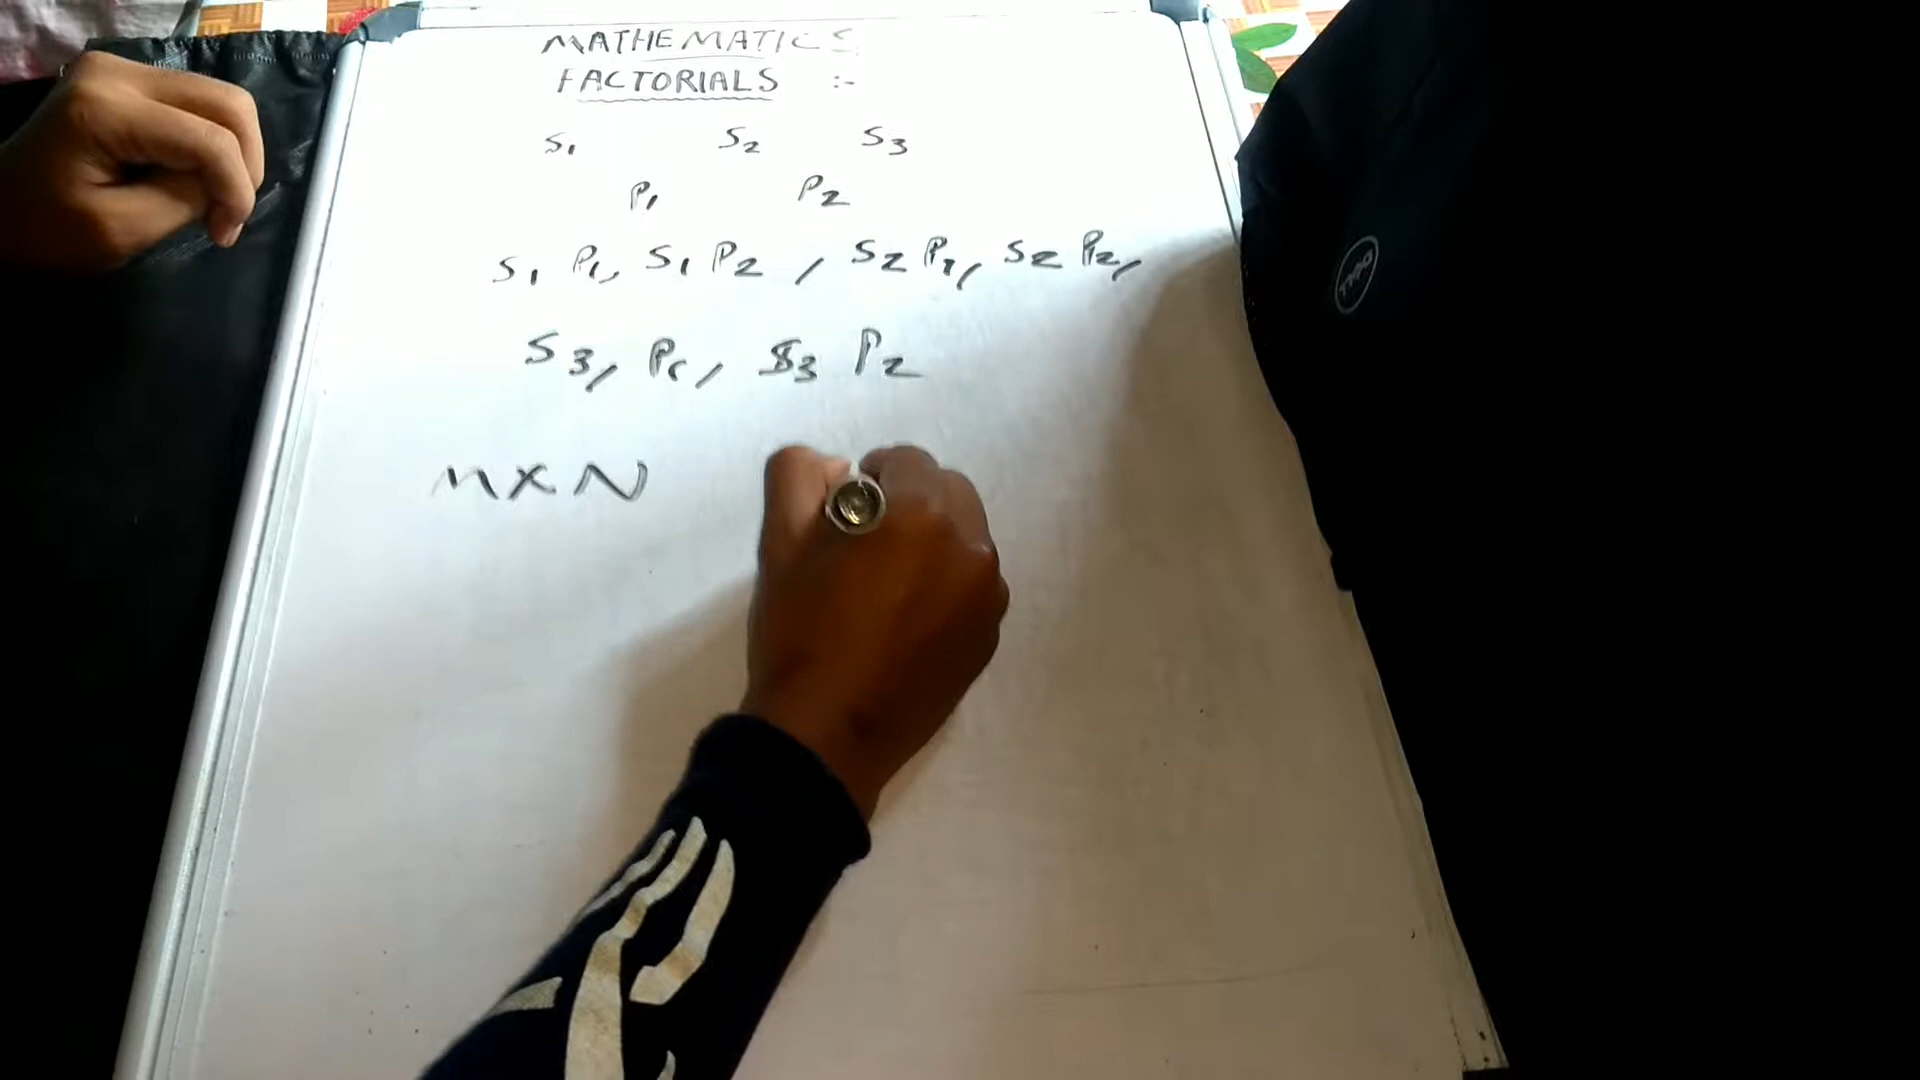 MATHEMATICS
FACTORIALS :-
S1 S2 S3
P1 P2
S1 P1, S1 P2, S2 P1, S2 P2,
S3, P1, S3 P2
M X N
DELL